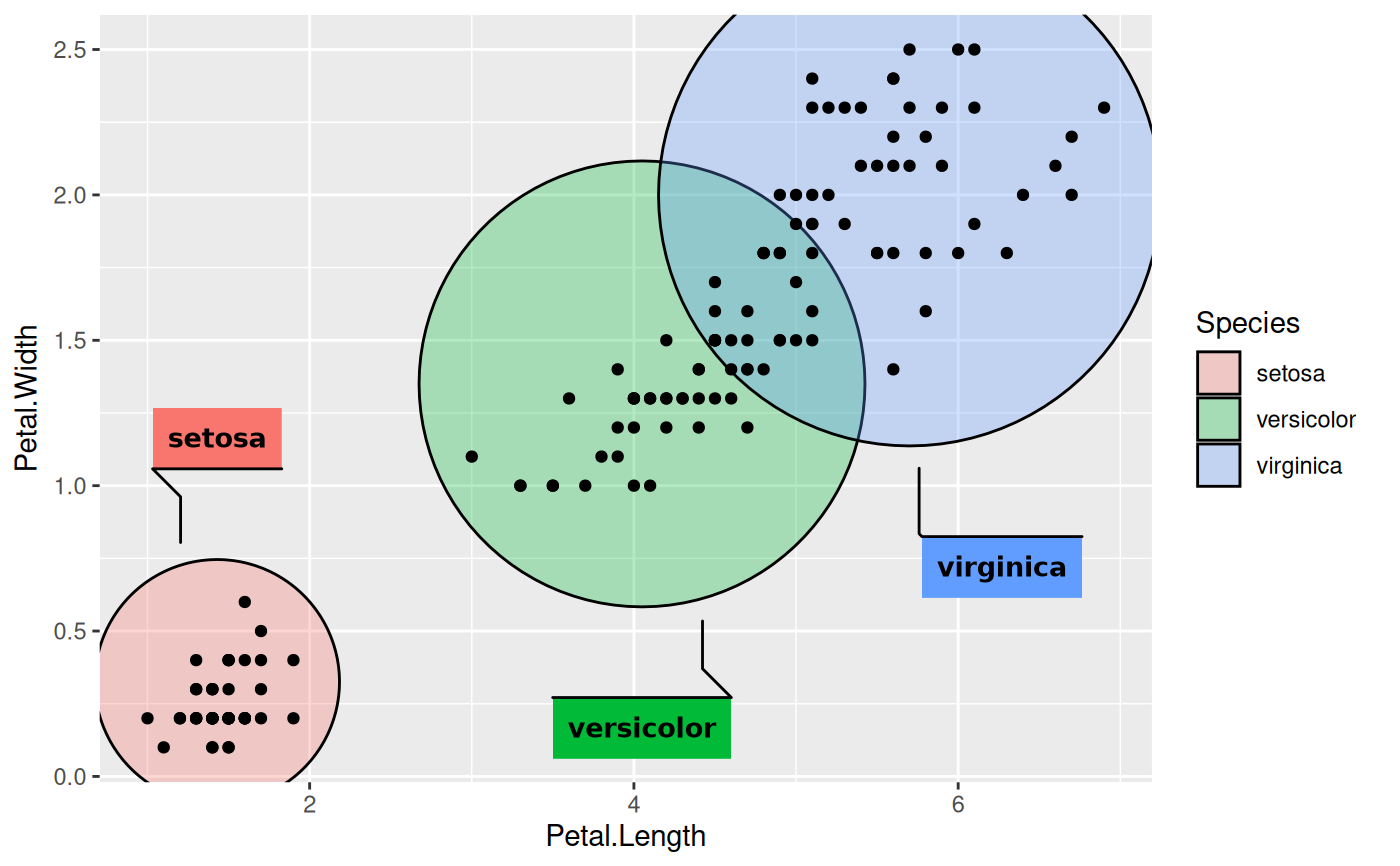 2.5
2.0
1.5
1.0
0.5
0.0
Petal.Width
setosa
versicolor
virginica
2
4
6
Petal.Length
Species
setosa
versicolor
virginica